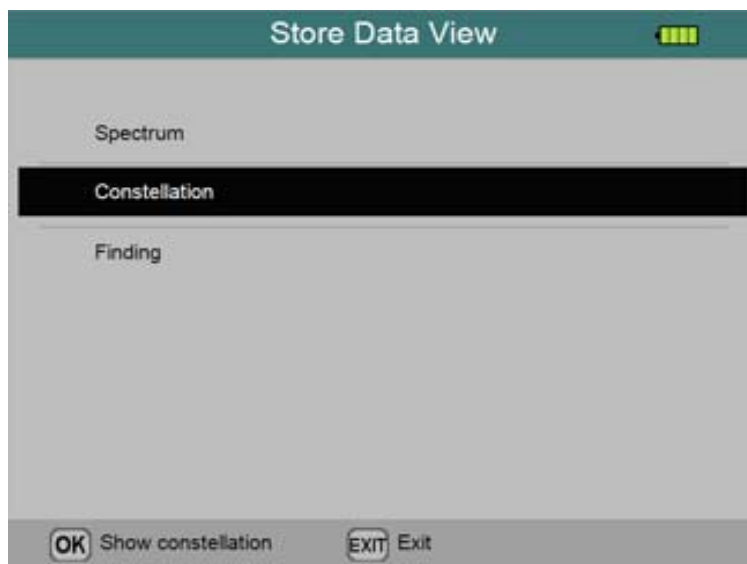 Store Data View
Spectrum
Constellation
Finding
OK Show constellation EXIT Exit